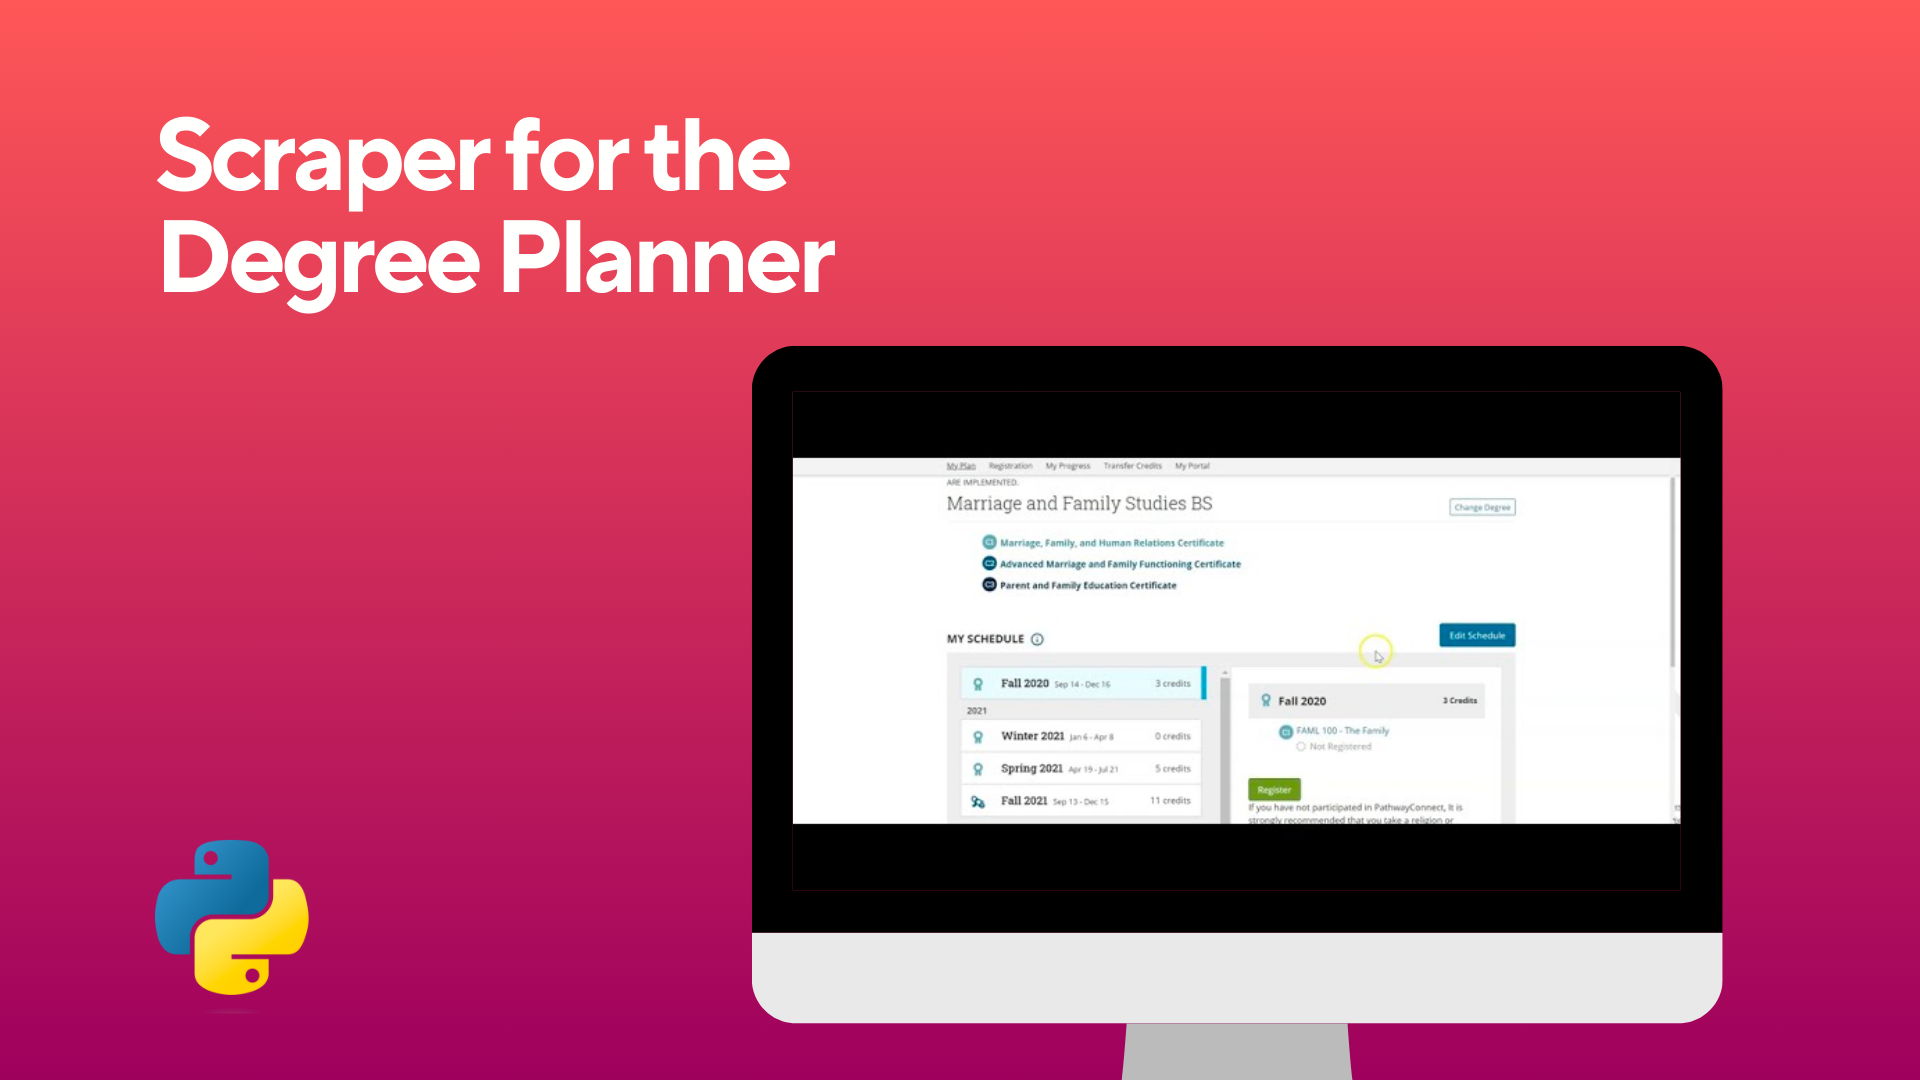 Scraper for the
Degree Planner
My Plan Registration My Progress Transfer Credits My Portal
ARE IMPLEMENTED.
Marriage and Family Studies BS
Change Degree
C1 Marriage, Family, and Human Relations Certificate
C2 Advanced Marriage and Family Functioning Certificate
C3 Parent and Family Education Certificate
MY SCHEDULE
Edit Schedule
Fall 2020 Sep 14 - Dec 16 3 credits
2021
Winter 2021 Jan 6 - Apr 8 0 credits
Spring 2021 Apr 19 - Jul 21 5 credits
Fall 2021 Sep 13 - Dec 15 11 credits
Fall 2020 3 Credits
C1 FAML 100 - The Family
Not Registered
Register
If you have not participated in PathwayConnect, it is
strongly recommended that you take a religion or